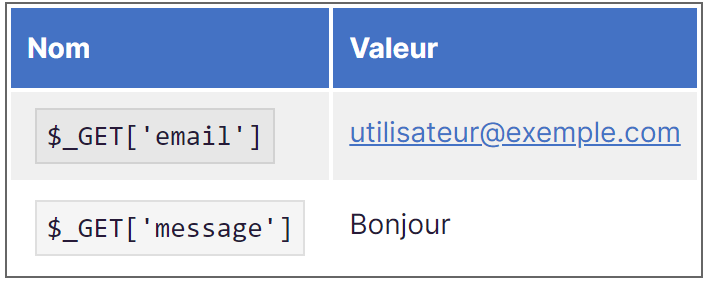 Nom Valeur
$_GET['email'] utilisateur@exemple.com
$_GET['message'] Bonjour